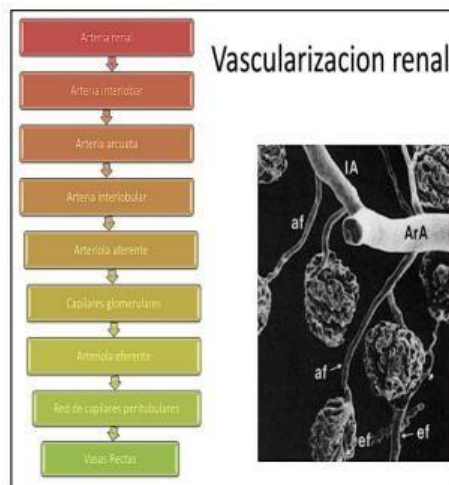 Vascularizacion renal
Arteria renal
Arteria interlobar
Arteria arcuata
Arteria interlobular
Arteriola aferente
Capilares glomerulares
Arteriola eferente
Red de capilares peritubulares
Vasas Rectas
IA
af
ArA
af
ef
ef